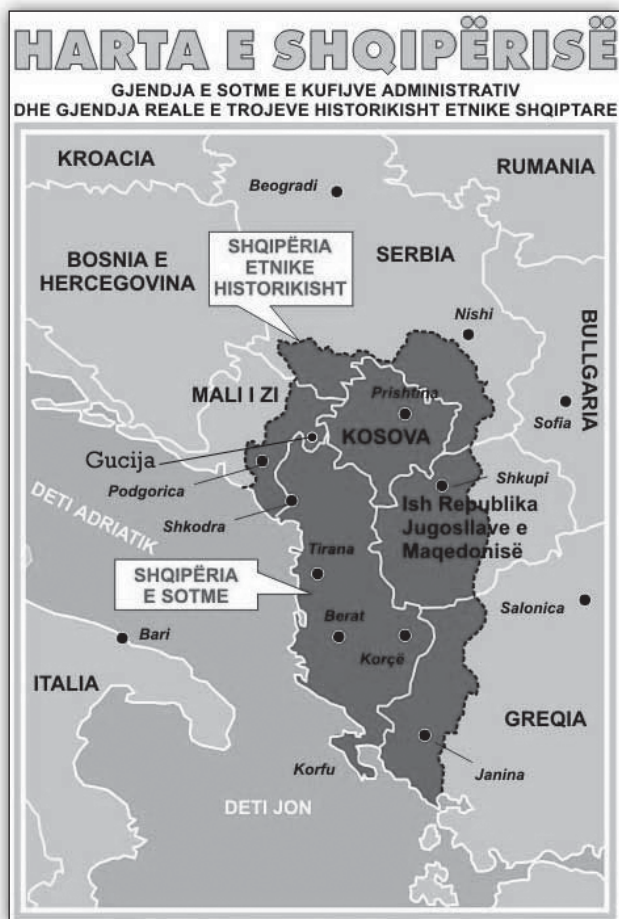 HARTA E SHQIPËRISË
GJENDJA E SOTME E KUFIJVE ADMINISTRATIV
DHE GJENDJA REALE E TROJEVE HISTORIKISHT ETNIKE SHQIPTARE
KROACIA
RUMANIA
Beogradi
BOSNIA E
HERCEGOVINA
SHQIPËRIA
ETNIKE
HISTORIKISHT
SERBIA
Nishi
BULLGARIA
MALI I ZI
Prishtina
Sofia
KOSOVA
Gucija
Podgorica
Shkupi
DETI ADRIATIK
Shkodra
Ish Republika
Jugosllave e
Maqedonisë
Tirana
SHQIPËRIA
E SOTME
Salonica
Berat
Bari
Korçë
ITALIA
GREQIA
Korfu
Janina
DETI JON